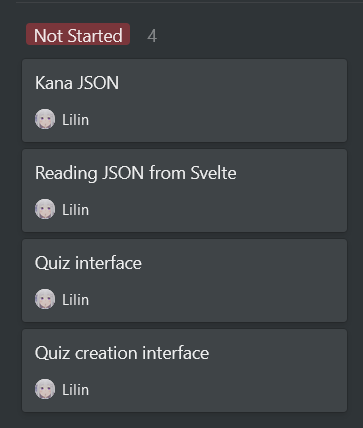 Not Started 4
Kana JSON
Lilin
Reading JSON from Svelte
Lilin
Quiz interface
Lilin
Quiz creation interface
Lilin